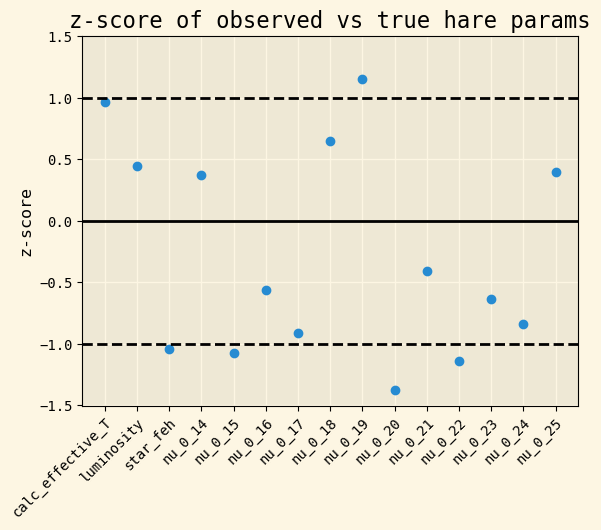 z-score of observed vs true hare params
1.5
1.0
0.5
0.0
−0.5
−1.0
−1.5
z-score
calc_effective_T
luminosity
star_feh
nu_0_14
nu_0_15
nu_0_16
nu_0_17
nu_0_18
nu_0_19
nu_0_20
nu_0_21
nu_0_22
nu_0_23
nu_0_24
nu_0_25